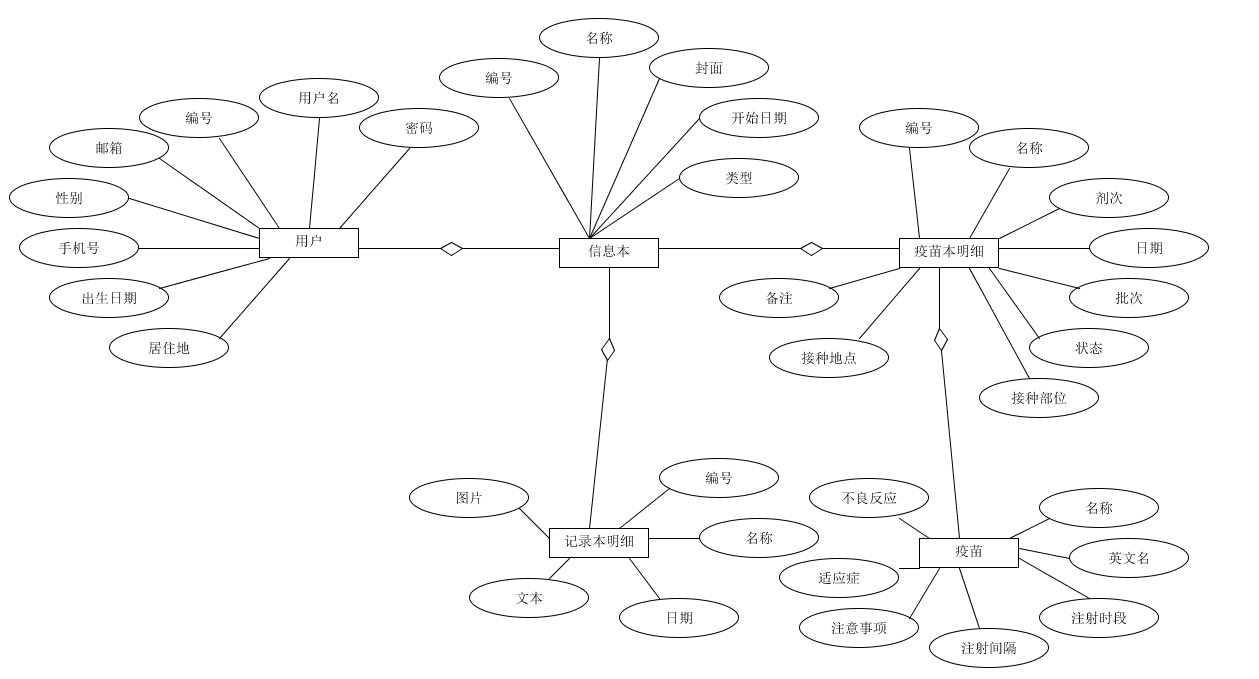 名称
编号
封面
开始日期
类型
用户名
编号
密码
邮箱
性别
手机号
出生日期
居住地
用户
信息本
编号
名称
剂次
日期
批次
状态
接种部位
疫苗本明细
备注
接种地点
图片
编号
记录本明细
名称
文本
日期
不良反应
名称
疫苗
英文名
适应症
注射时段
注意事项
注射间隔